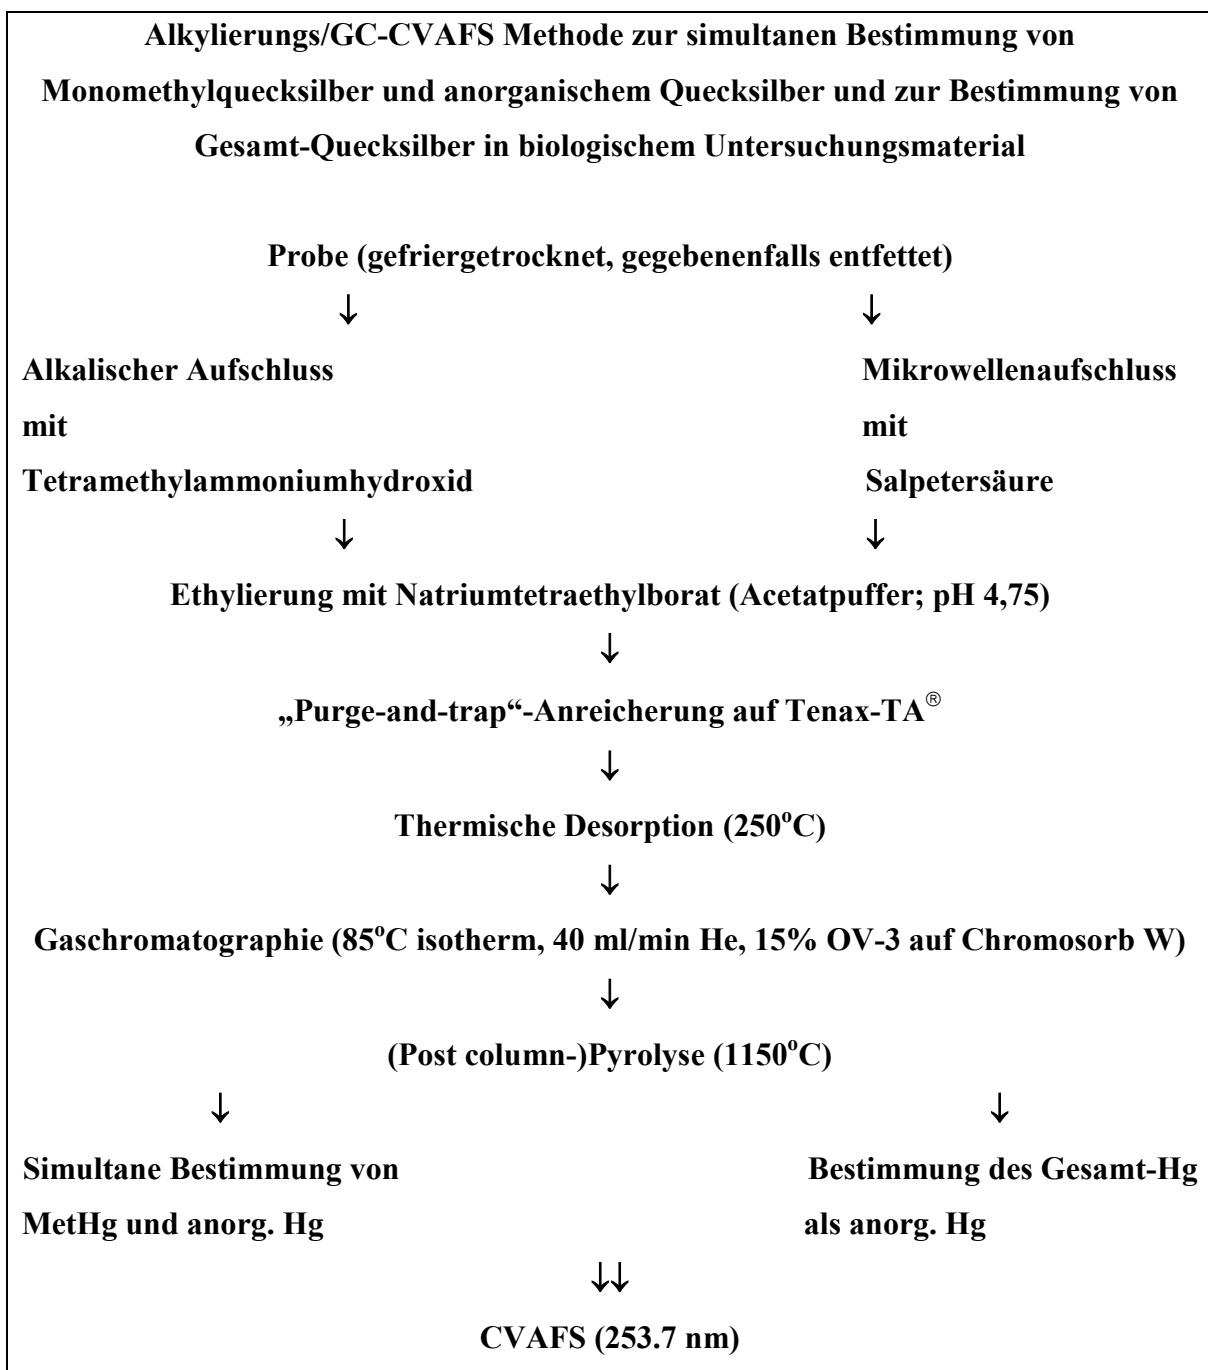 Alkylierungs/GC-CVAFS Methode zur simultanen Bestimmung von
Monomethylquecksilber und anorganischem Quecksilber und zur Bestimmung von
Gesamt-Quecksilber in biologischem Untersuchungsmaterial
Probe (gefriergetrocknet, gegebenenfalls entfettet)
↓ ↓
Alkalischer Aufschluss Mikrowellenaufschluss
mit mit
Tetramethylammoniumhydroxid Salpetersäure
↓ ↓
Ethylierung mit Natriumtetraethylborat (Acetatpuffer; pH 4,75)
↓
„Purge-and-trap“-Anreicherung auf Tenax-TA®
↓
Thermische Desorption (250°C)
↓
Gaschromatographie (85°C isotherm, 40 ml/min He, 15% OV-3 auf Chromosorb W)
↓
(Post column-)Pyrolyse (1150°C)
↓ ↓
Simultane Bestimmung von Bestimmung des Gesamt-Hg
MetHg und anorg. Hg als anorg. Hg
↓↓
CVAFS (253.7 nm)